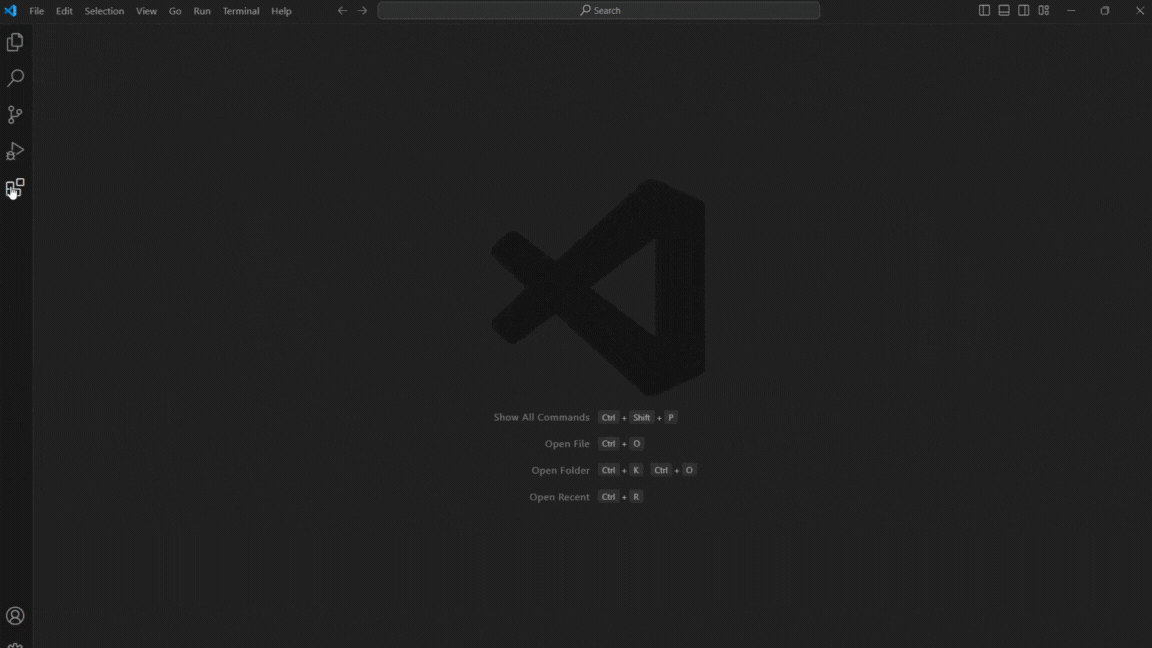 File Edit Selection View Go Run Terminal Help Search
Show All Commands Ctrl + Shift + P
Open File Ctrl + O
Open Folder Ctrl + K Ctrl + O
Open Recent Ctrl + R